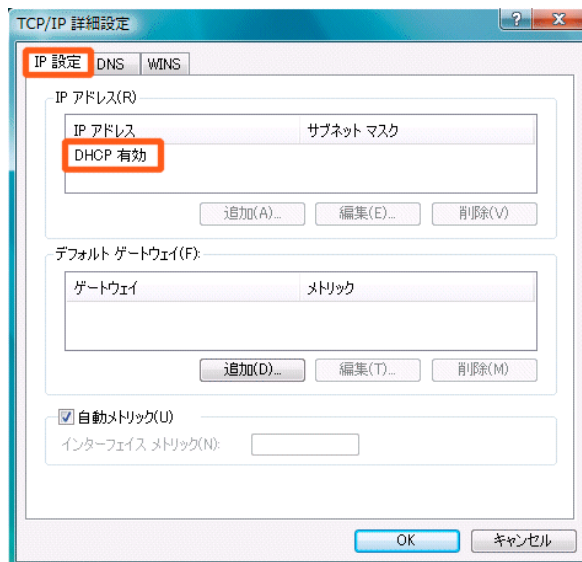 TCP/IP 詳細設定
IP 設定 DNS WINS
IP アドレス(R)
IP アドレス サブネット マスク
DHCP 有効
追加(A)... 編集(E)... 削除(V)
デフォルト ゲートウェイ(F):
ゲートウェイ メトリック
追加(D)... 編集(T)... 削除(M)
自動メトリック(U)
インターフェイス メトリック(N):
OK キャンセル